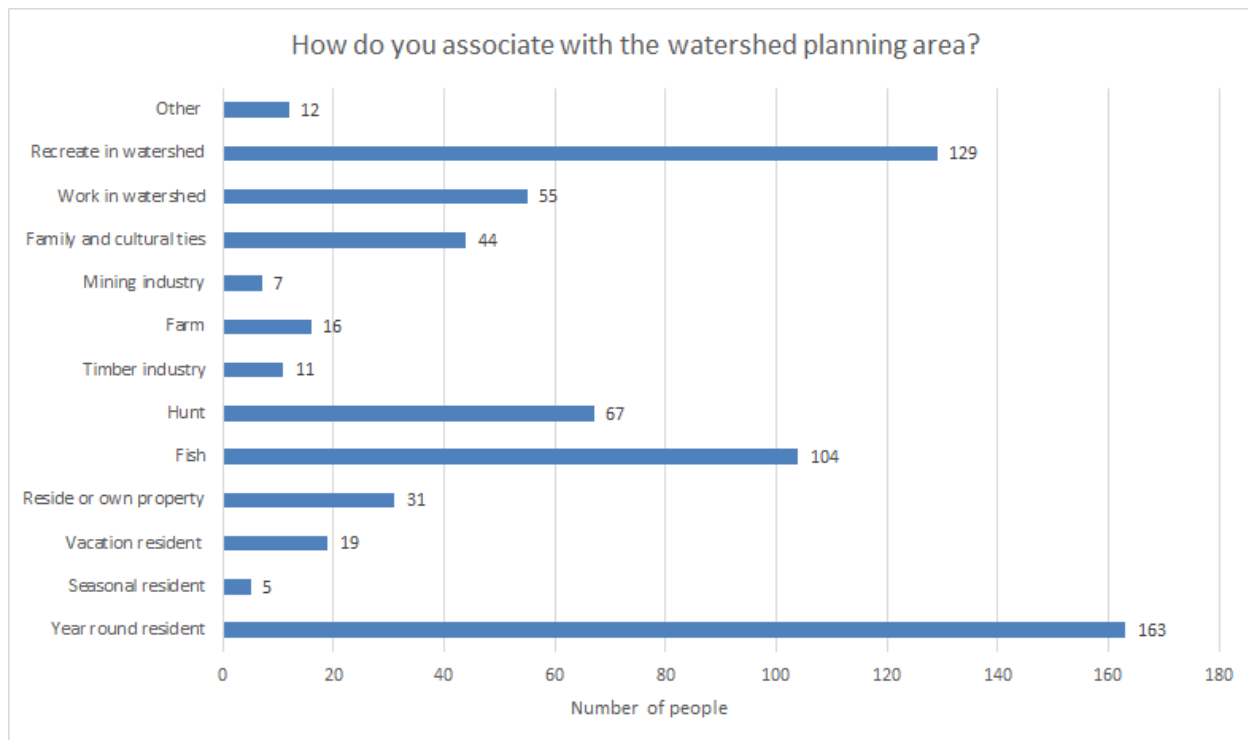 How do you associate with the watershed planning area?
Other 12
Recreate in watershed 129
Work in watershed 55
Family and cultural ties 44
Mining industry 7
Farm 16
Timber industry 11
Hunt 67
Fish 104
Reside or own property 31
Vacation resident 19
Seasonal resident 5
Year round resident 163
0 20 40 60 80 100 120 140 160 180
Number of people